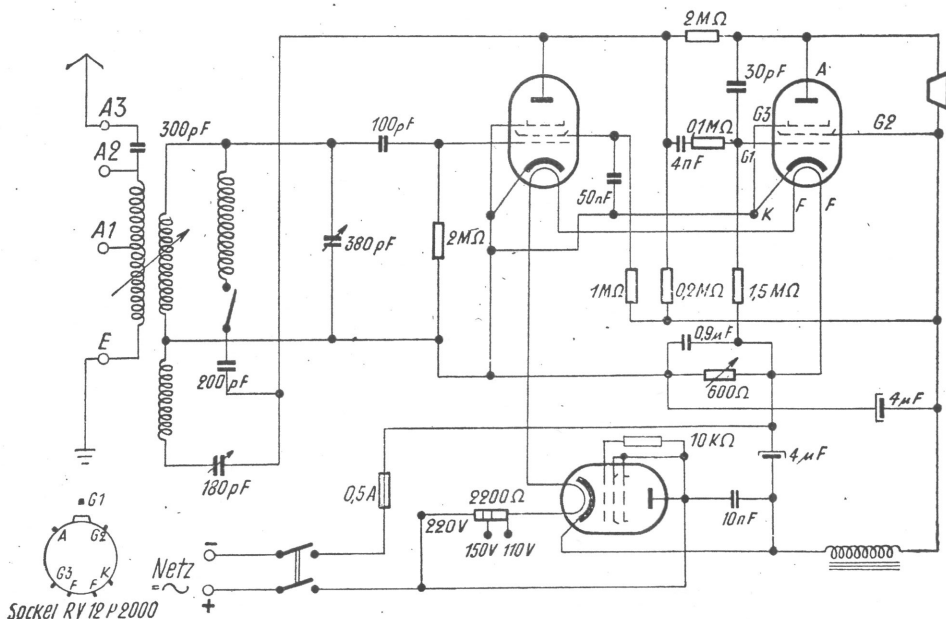 A3
A2
A1
E
300pF
200pF
180pF
100pF
380pF
2MΩ
50nF
2MΩ
30pF
0,1MΩ
4nF
A
G3
G2
G1
K
F
F
1MΩ
0,2MΩ
1,5MΩ
0,9µF
600Ω
4µF
4µF
10KΩ
10nF
0,5A
2200Ω
220V
150V
110V
Netz
=~
-
+
G1
A
G2
G3
K
F
F
Sockel RV 12 P 2000